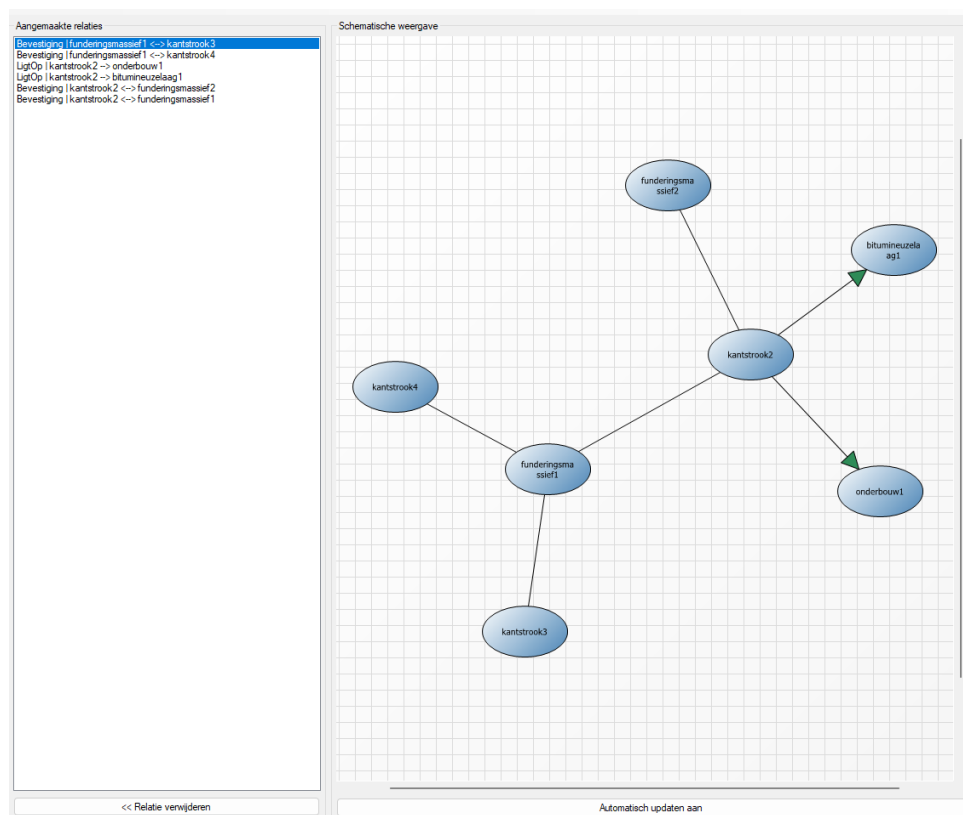 Aangemaakte relaties
Bevestiging | funderingsmassief1 <--> kantstrook3
Bevestiging | funderingsmassief1 <--> kantstrook4
LigtOp | kantstrook2 --> onderbouw1
LigtOp | kantstrook2 --> bitumineuzelaag1
Bevestiging | kantstrook2 <--> funderingsmassief2
Bevestiging | kantstrook2 <--> funderingsmassief1
<< Relatie verwijderen
Schematische weergave
funderingsma
ssief2
bitumineuzela
ag1
kantstrook2
kantstrook4
funderingsma
ssief1
onderbouw1
kantstrook3
Automatisch updaten aan